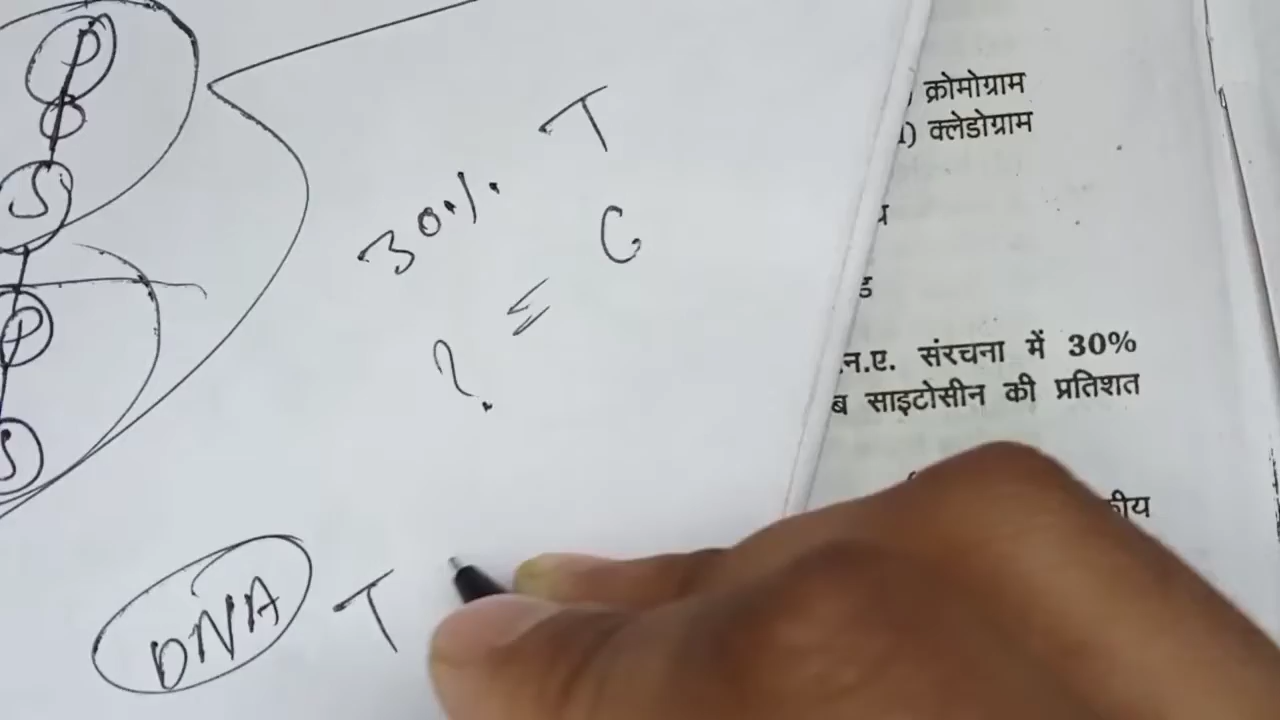 P
S
P
S
30% T
? = C
DNA T
क्रोमोग्राम
क्लेडोग्राम
न.ए. संरचना में 30%
ब साइटोसीन की प्रतिशत